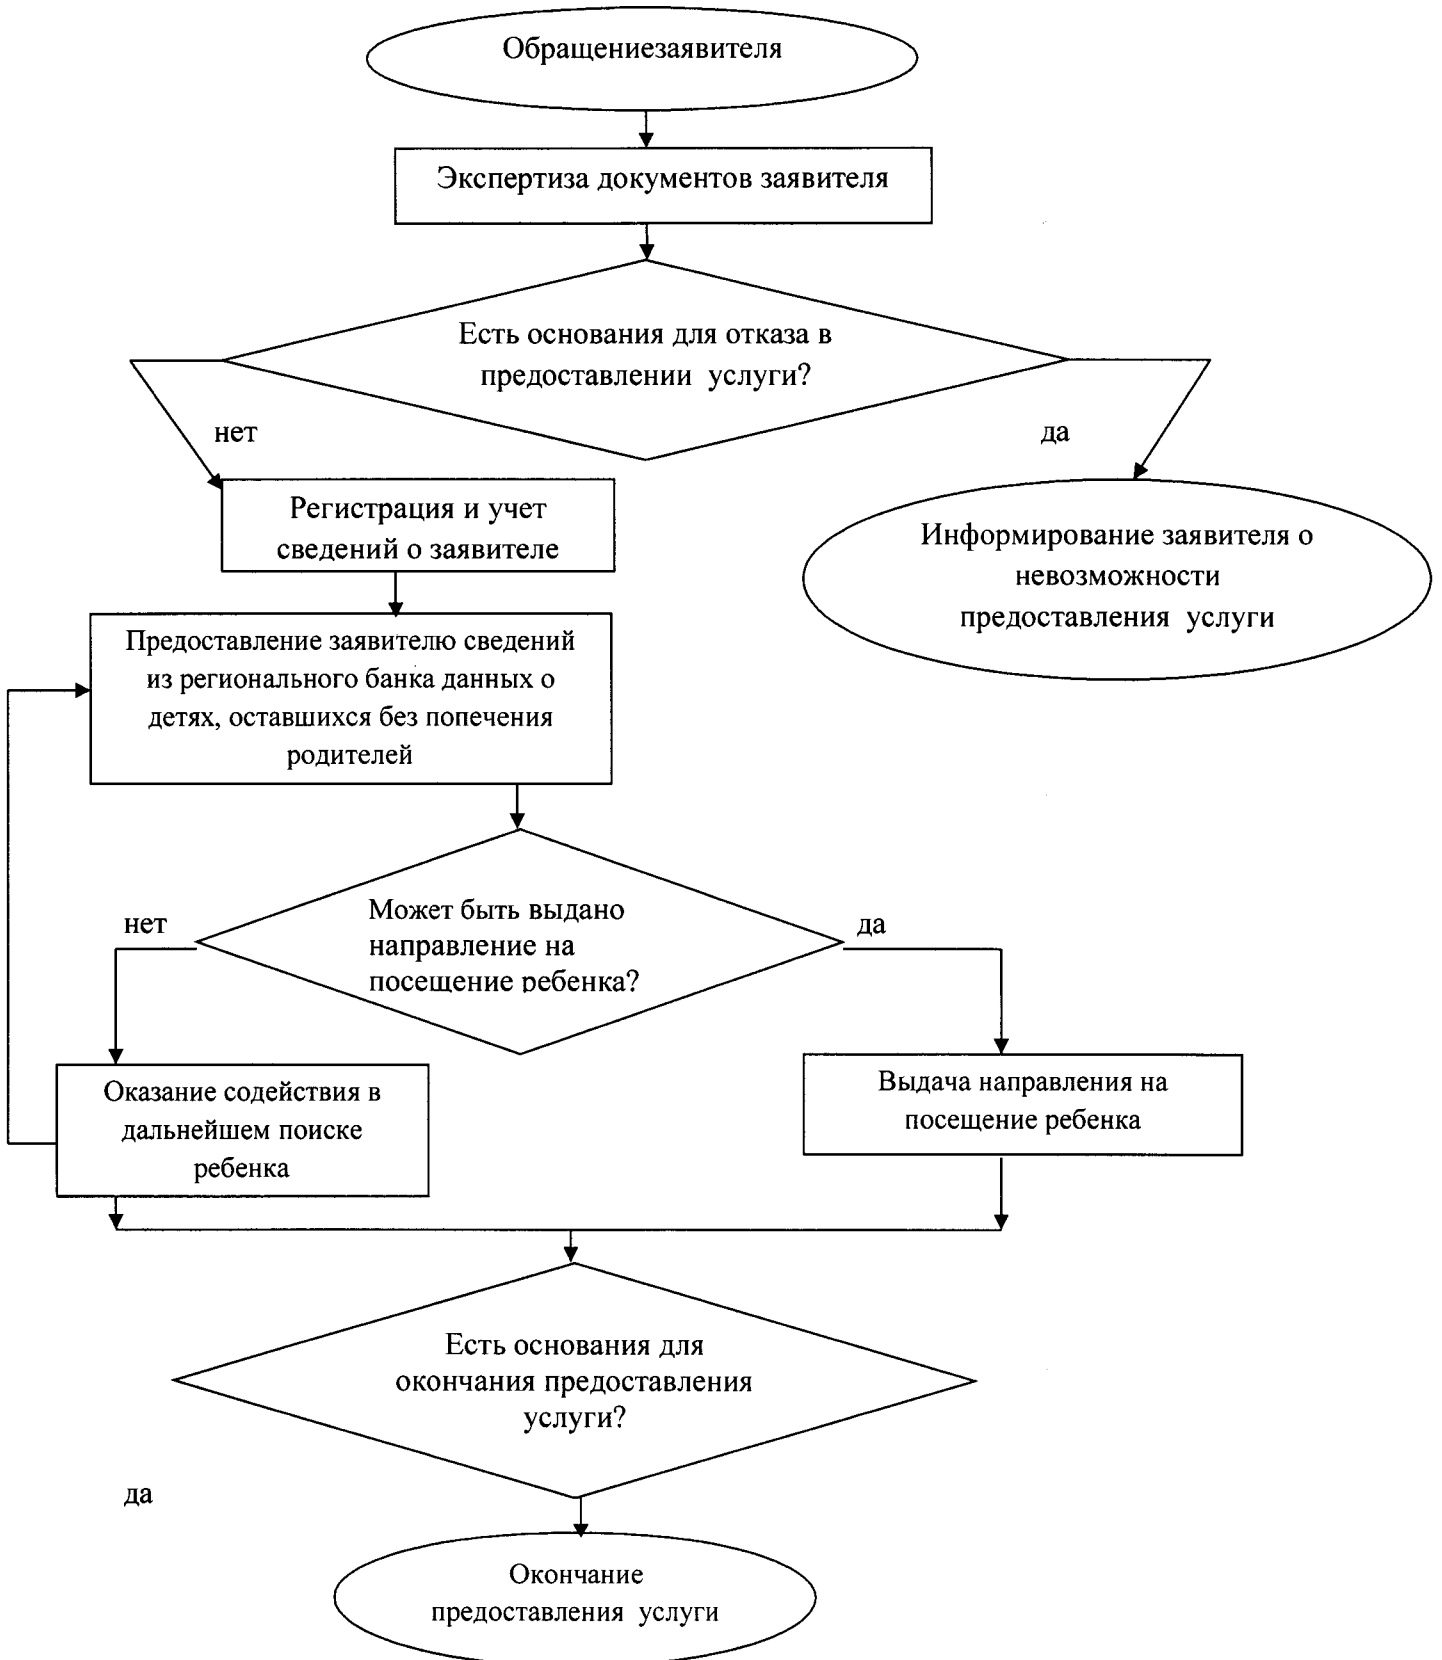 Обращениезаявителя
Экспертиза документов заявителя
Есть основания для отказа в
предоставлении услуги?
нет
да
Регистрация и учет
сведений о заявителе
Информирование заявителя о
невозможности
предоставления услуги
Предоставление заявителю сведений
из регионального банка данных о
детях, оставшихся без попечения
родителей
нет
Может быть выдано
направление на
посещение ребенка?
да
Оказание содействия в
дальнейшем поиске
ребенка
Выдача направления на
посещение ребенка
Есть основания для
окончания предоставления
услуги?
да
Окончание
предоставления услуги